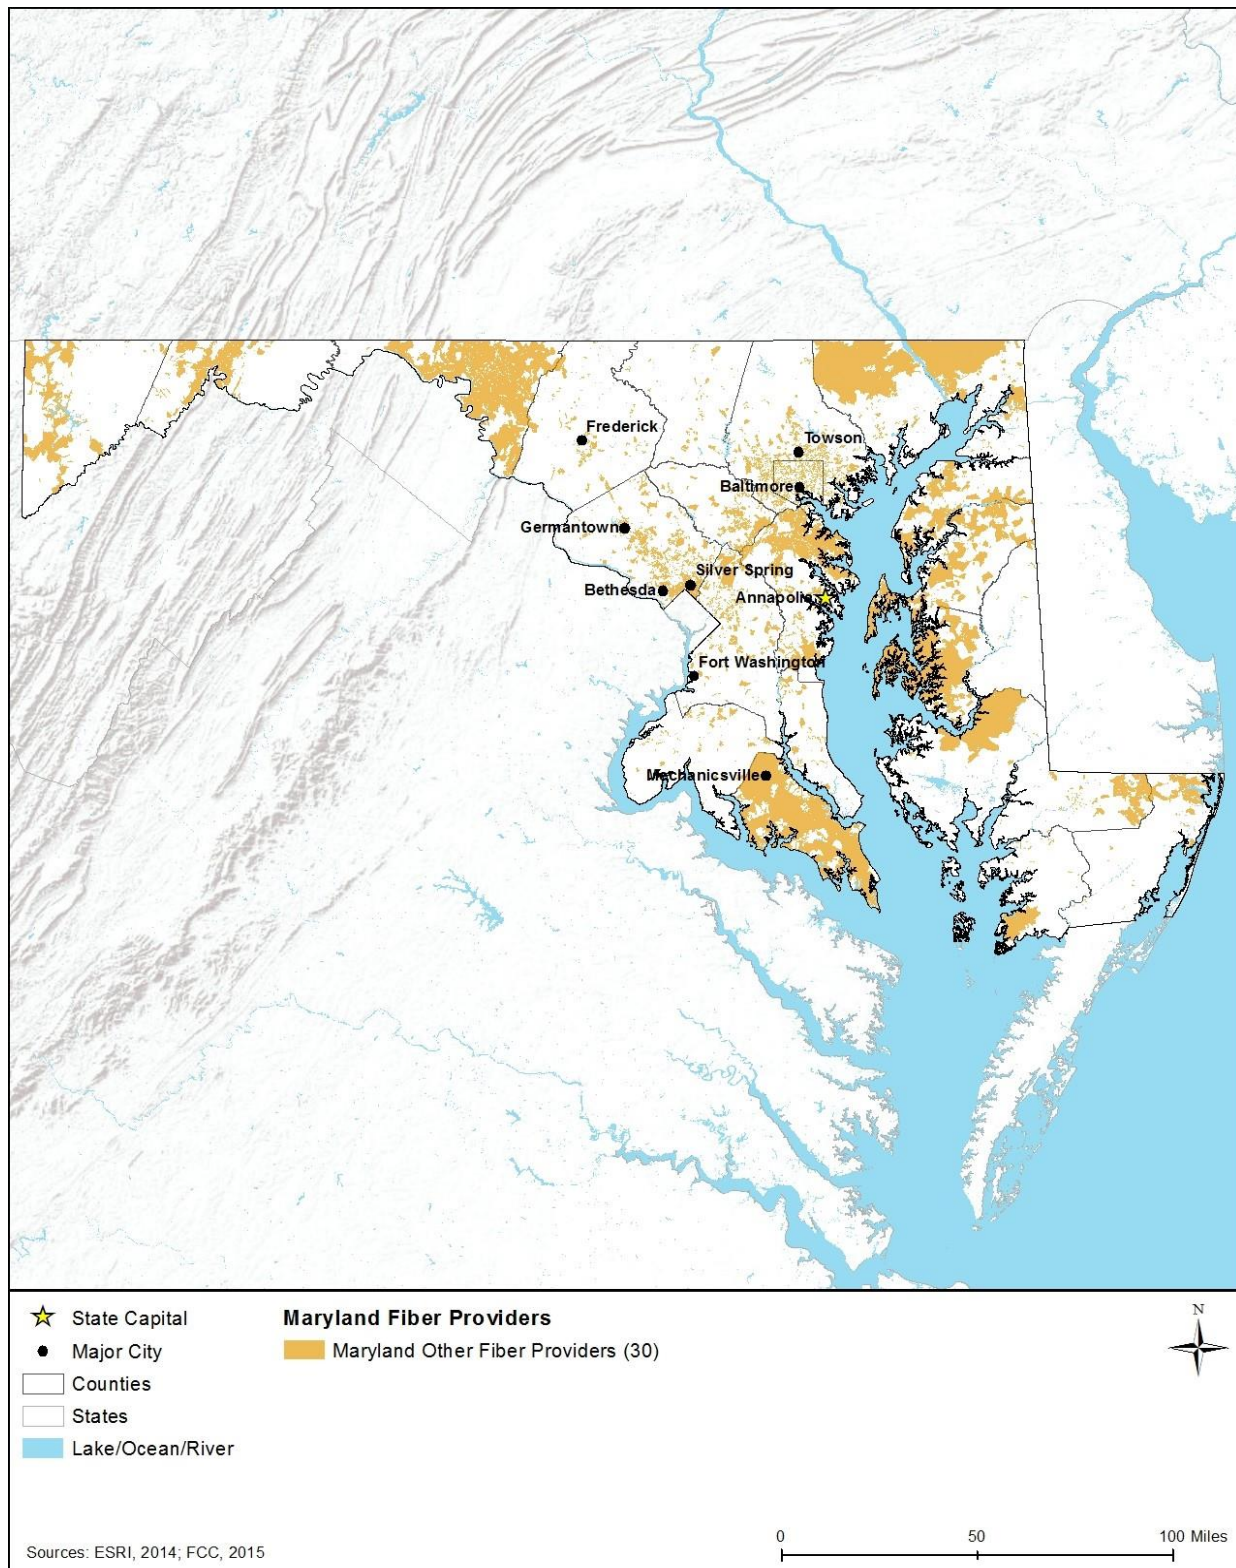 Frederick
Towson
Baltimore
Germantown
Silver Spring
Bethesda
Annapolis
Fort Washington
Mechanicsville
State Capital
Major City
Counties
States
Lake/Ocean/River
Maryland Fiber Providers
Maryland Other Fiber Providers (30)
N
Sources: ESRI, 2014; FCC, 2015
0 50 100 Miles